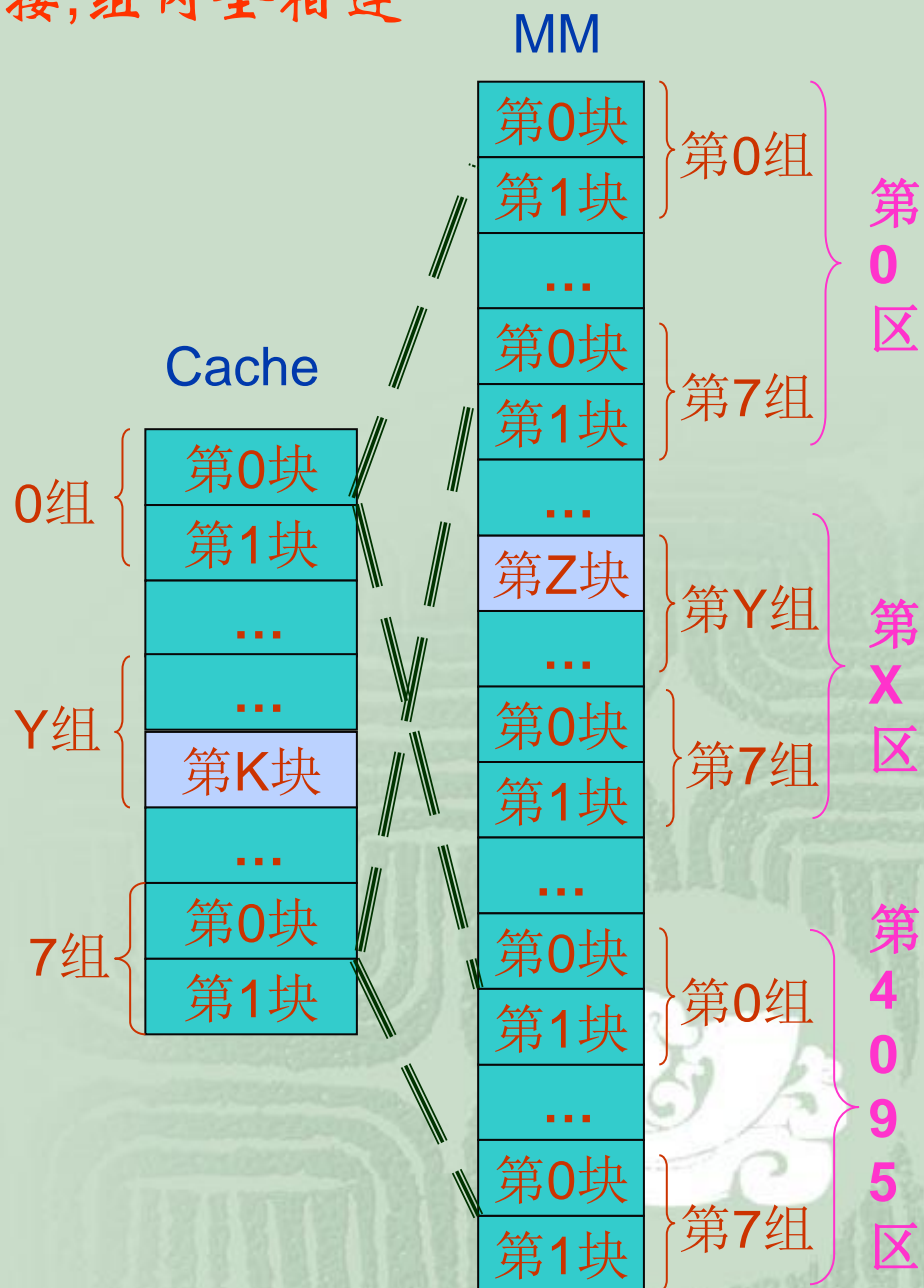 接,组内全相连
MM
第0块
第1块
...
第0块
第1块
...
第Z块
...
第0块
第1块
...
第0块
第1块
...
第0块
第1块
第0组
第7组
第Y组
第7组
第0组
第7组
第0区
第X区
第4095区
Cache
第0块
第1块
...
...
第K块
...
第0块
第1块
0组
Y组
7组